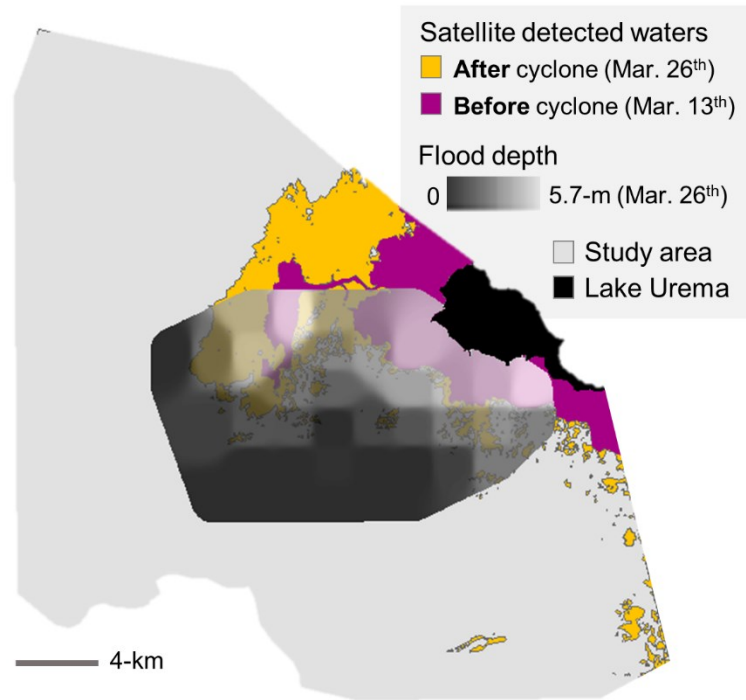 Satellite detected waters
After cyclone (Mar. 26th)
Before cyclone (Mar. 13th)
Flood depth
0 5.7-m (Mar. 26th)
Study area
Lake Urema
4-km